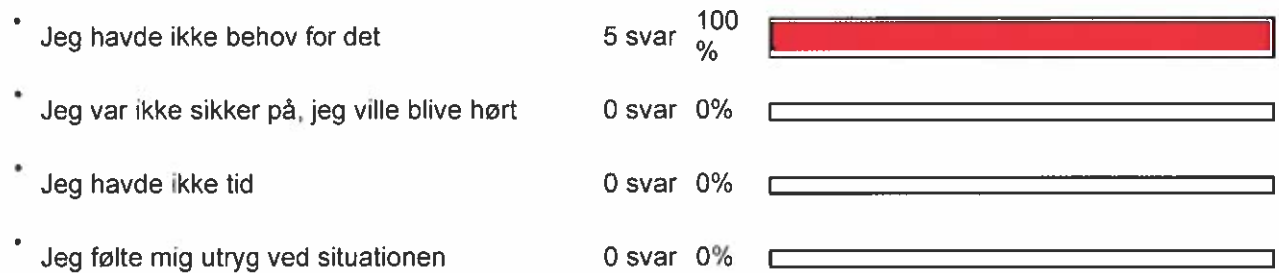 • Jeg havde ikke behov for det 5 svar 100 %
• Jeg var ikke sikker på, jeg ville blive hørt 0 svar 0%
• Jeg havde ikke tid 0 svar 0%
• Jeg følte mig utryg ved situationen 0 svar 0%